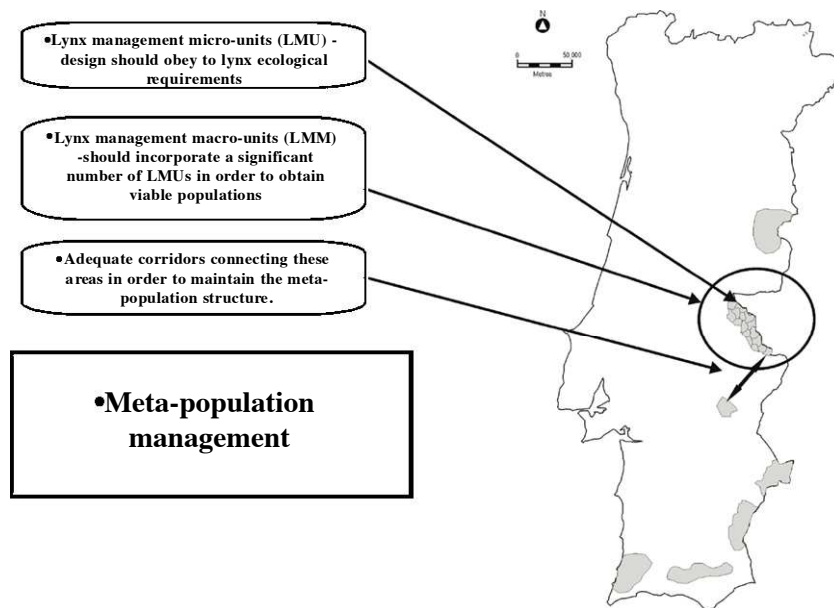 •Lynx management micro-units (LMU) -
design should obey to lynx ecological
requirements
•Lynx management macro-units (LMM)
-should incorporate a significant
number of LMUs in order to obtain
viable populations
•Adequate corridors connecting these
areas in order to maintain the meta-
population structure.
•Meta-population
management
N
0 50.000
Metres